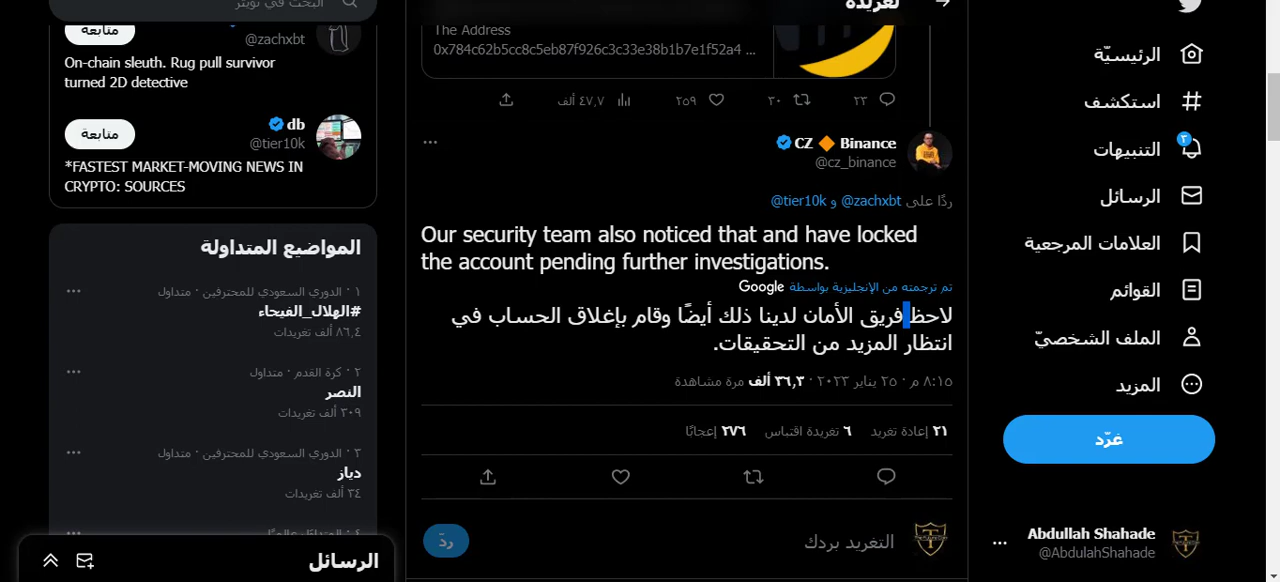 البحث في تويتر
متابعة
@zachxbt
On-chain sleuth. Rug pull survivor
turned 2D detective
db
@tier10k
متابعة
*FASTEST MARKET-MOVING NEWS IN
CRYPTO: SOURCES
المواضيع المتداولة
١ · الدوري السعودي للمحترفين · متداول
#الهلال_الفيحاء
٨٦,٤ ألف تغريدات
٢ · كرة القدم · متداول
النصر
٣٠٩ ألف تغريدات
٣ · الدوري السعودي للمحترفين · متداول
دياز
٣٤ ألف تغريدات
الرسائل
تغريدة
The Address
0x784c62b5cc8c5eb87f926c3c33e38b1b7e1f52a4 ...
٢٣
٣٠
٢٥٩
٤٧,٧ ألف
CZ 🔶 Binance
@cz_binance
ردًا على @zachxbt و @tier10k
Our security team also noticed that and have locked
the account pending further investigations.
تم ترجمته من الإنجليزية بواسطة Google
لاحظ فريق الأمان لدينا ذلك أيضًا وقام بإغلاق الحساب في
انتظار المزيد من التحقيقات.
٨:١٥ م · ٢٥ يناير ٢٠٢٣ · ٣٦,٣ ألف مرة مشاهدة
٢١ إعادة تغريد ٦ تغريدة اقتباس ٢٧٦ إعجابًا
التغريد بردك
ردّ
الرئيسيّة
استكشف
٣
التنبيهات
الرسائل
العلامات المرجعية
القوائم
الملف الشخصيّ
المزيد
غرّد
Abdullah Shahade
@AbdulahShahade